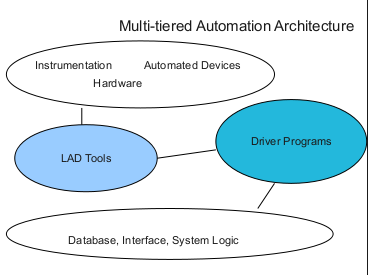 Multi-tiered Automation Architecture
Instrumentation Automated Devices
Hardware
Driver Programs
LAD Tools
Database, Interface, System Logic